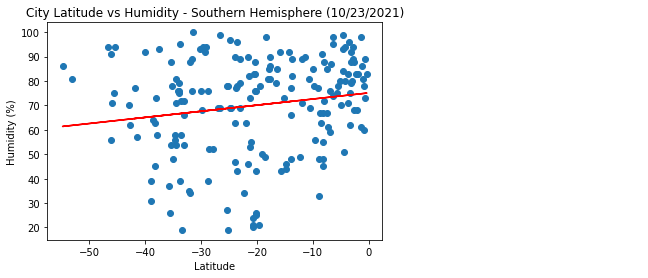 City Latitude vs Humidity - Southern Hemisphere (10/23/2021)
100
90
80
70
60
50
40
30
20
Humidity (%)
−50 −40 −30 −20 −10 0
Latitude